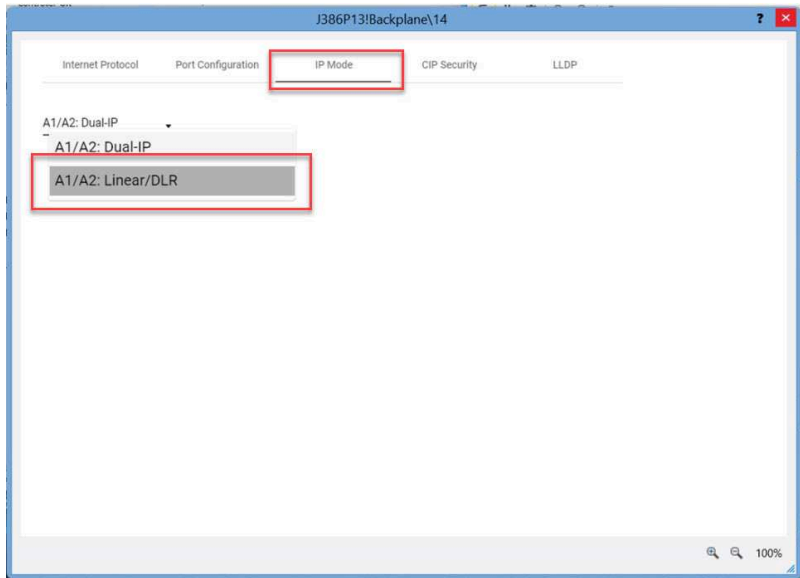 J386P13!Backplane\14
?
Internet Protocol Port Configuration IP Mode CIP Security LLDP
A1/A2: Dual-IP
A1/A2: Dual-IP
A1/A2: Linear/DLR
100%